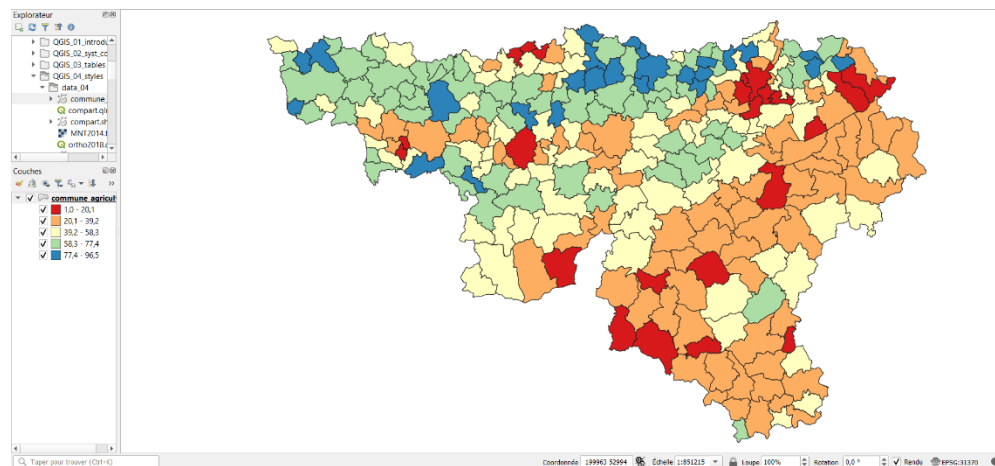 Explorateur
QGIS_01_introdu
QGIS_02_syst_co
QGIS_03_tables
QGIS_04_styles
data_04
commune_
compart.qi
compart.sh
MNT2014.t
ortho2018.
Couches
commune_agricult
1,0 - 20,1
20,1 - 39,2
39,2 - 58,3
58,3 - 77,4
77,4 - 96,5
Taper pour trouver (Ctrl+K)
Coordonnée 199963 52994 Échelle 1:851215 Loupe 100% Rotation 0,0 ° Rendu EPSG:31370